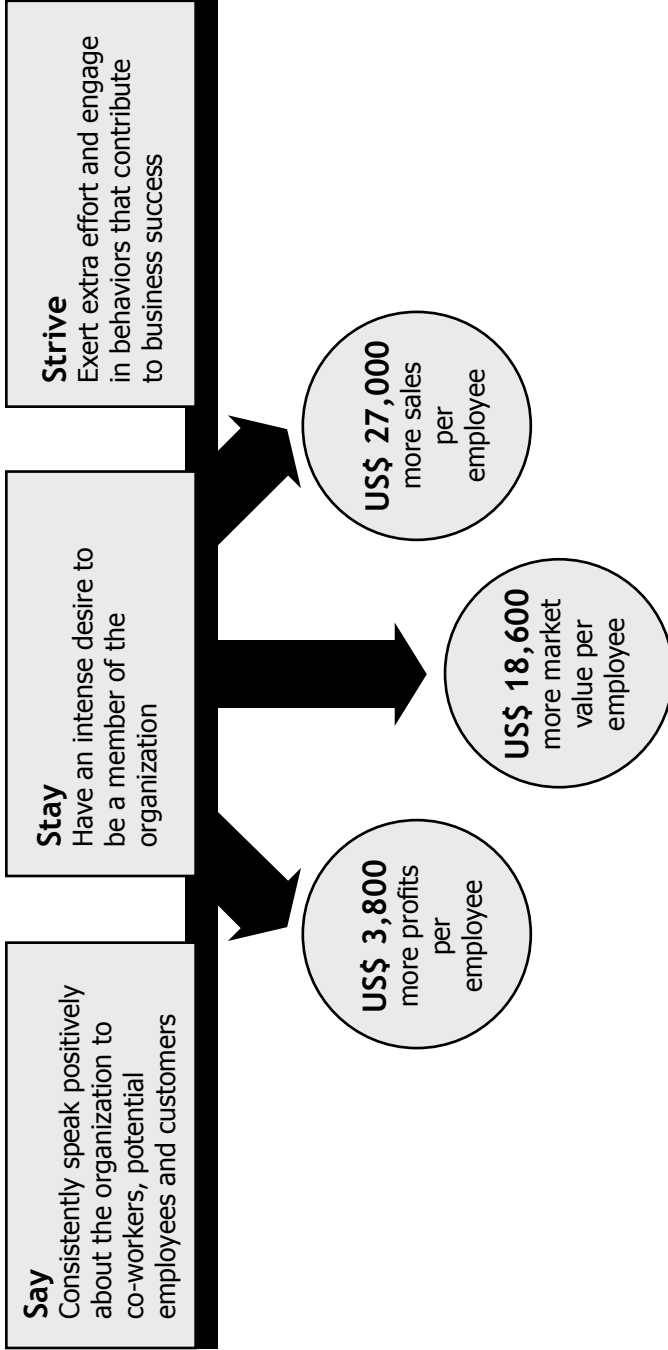 Say
Consistently speak positively
about the organization to
co-workers, potential
employees and customers
Stay
Have an intense desire to
be a member of the
organization
Strive
Exert extra effort and engage
in behaviors that contribute
to business success
US$ 3,800
more profits
per
employee
US$ 18,600
more market
value per
employee
US$ 27,000
more sales
per
employee